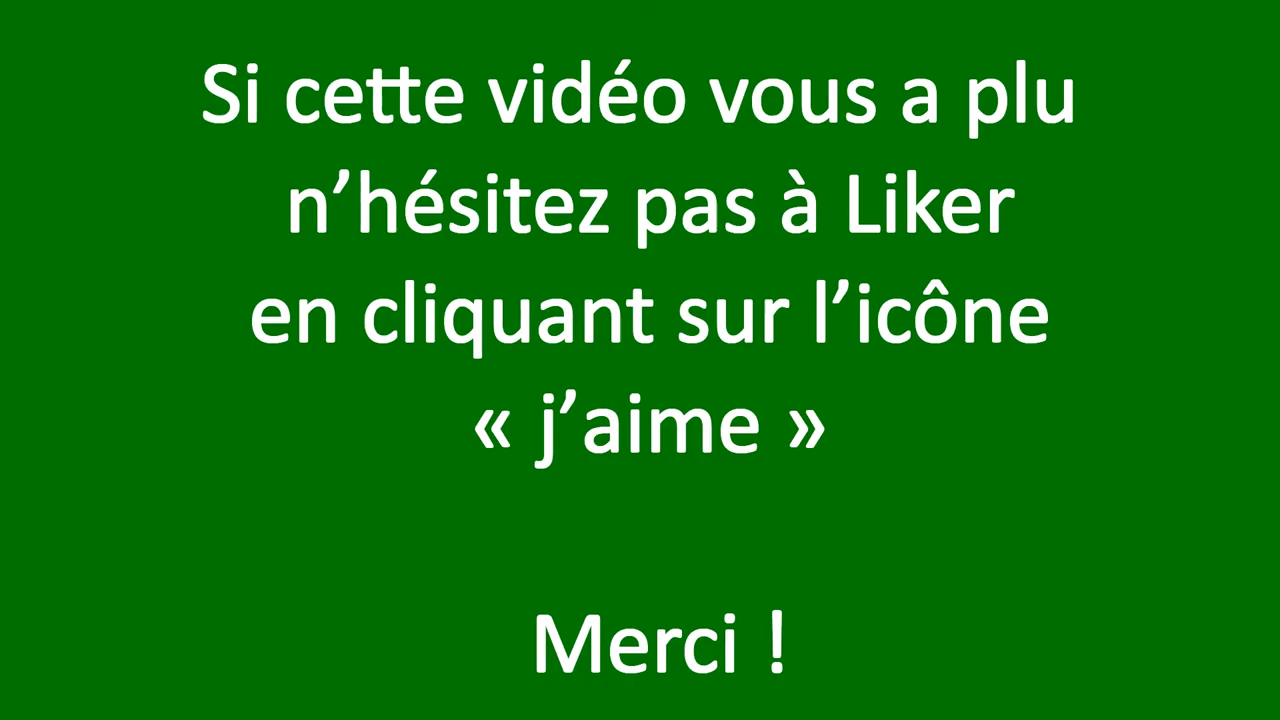 Si cette vidéo vous a plu
n’hésitez pas à Liker
en cliquant sur l’icône
« j’aime »
Merci !